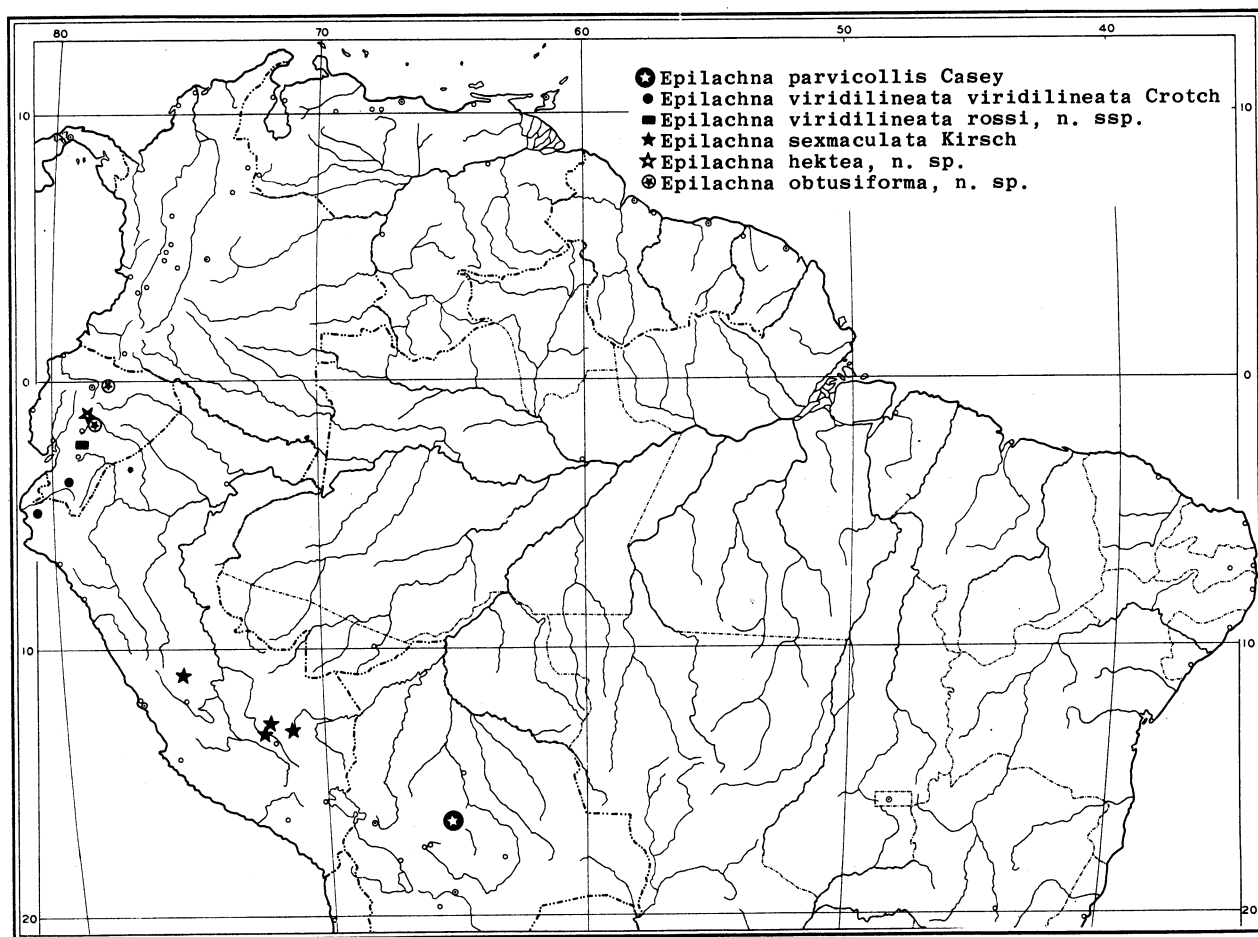 80 70 60 50 40
Epilachna parvicollis Casey
Epilachna viridilineata viridilineata Crotch
10 10
Epilachna viridilineata rossi, n. ssp.
Epilachna sexmaculata Kirsch
Epilachna hektea, n. sp.
Epilachna obtusiforma, n. sp.
0 0
10 10
20 20